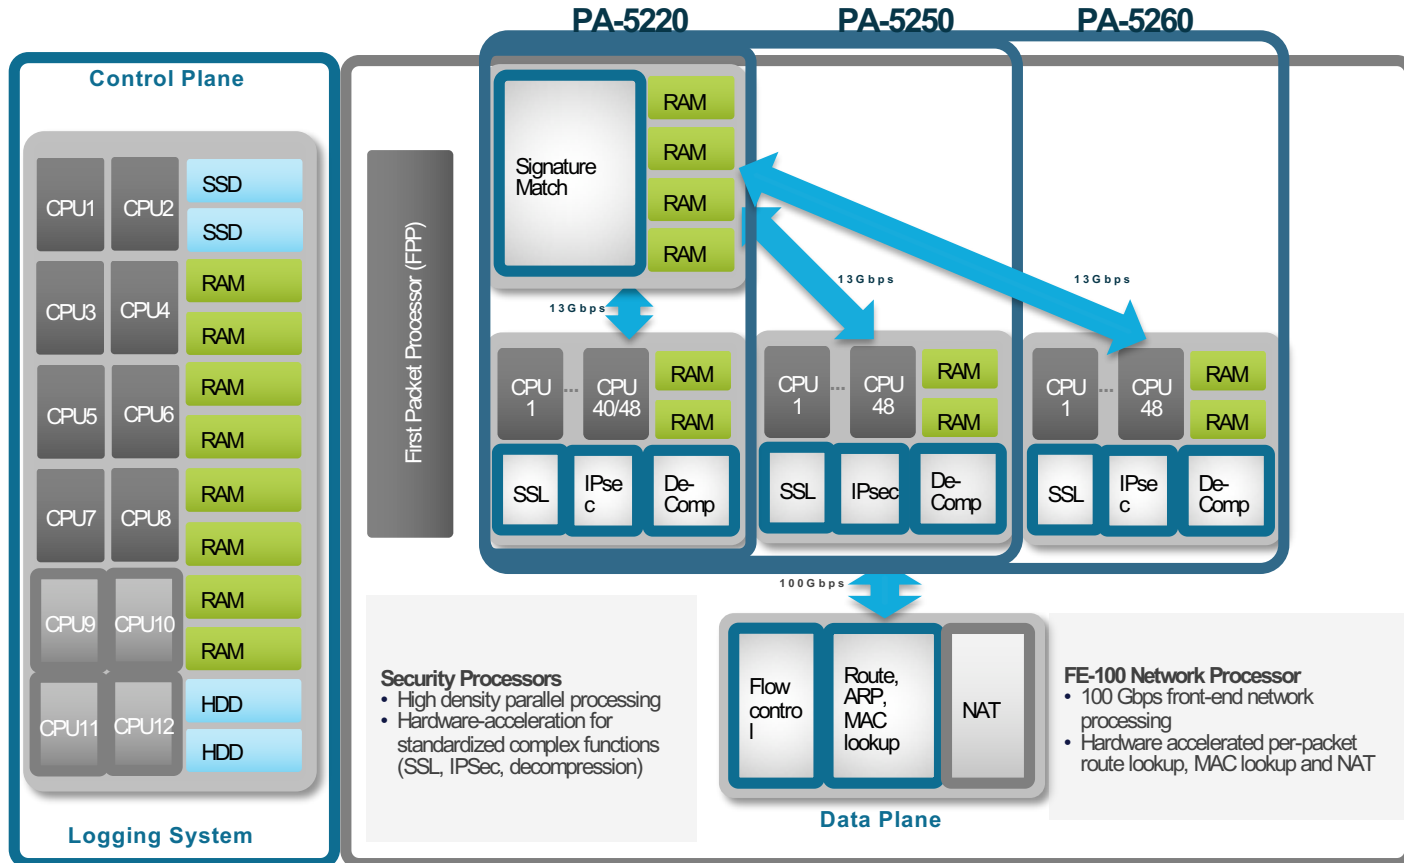 PA-5220
PA-5250
PA-5260
Control Plane
CPU1
CPU2
SSD
SSD
CPU3
CPU4
RAM
RAM
CPU5
CPU6
RAM
RAM
CPU7
CPU8
RAM
RAM
CPU9
CPU10
RAM
RAM
CPU11
CPU12
HDD
HDD
Logging System
First Packet Processor (FPP)
Signature
Match
RAM
RAM
RAM
RAM
13Gbps
13Gbps
13Gbps
CPU
1
...
CPU
40/48
RAM
RAM
SSL
IPse
c
De-
Comp
CPU
1
...
CPU
48
RAM
RAM
SSL
IPsec
De-
Comp
CPU
1
...
CPU
48
RAM
RAM
SSL
IPse
c
De-
Comp
100Gbps
Security Processors
• High density parallel processing
• Hardware-acceleration for
standardized complex functions
(SSL, IPSec, decompression)
Flow
contro
l
Route,
ARP,
MAC
lookup
NAT
Data Plane
FE-100 Network Processor
• 100 Gbps front-end network
processing
• Hardware accelerated per-packet
route lookup, MAC lookup and NAT